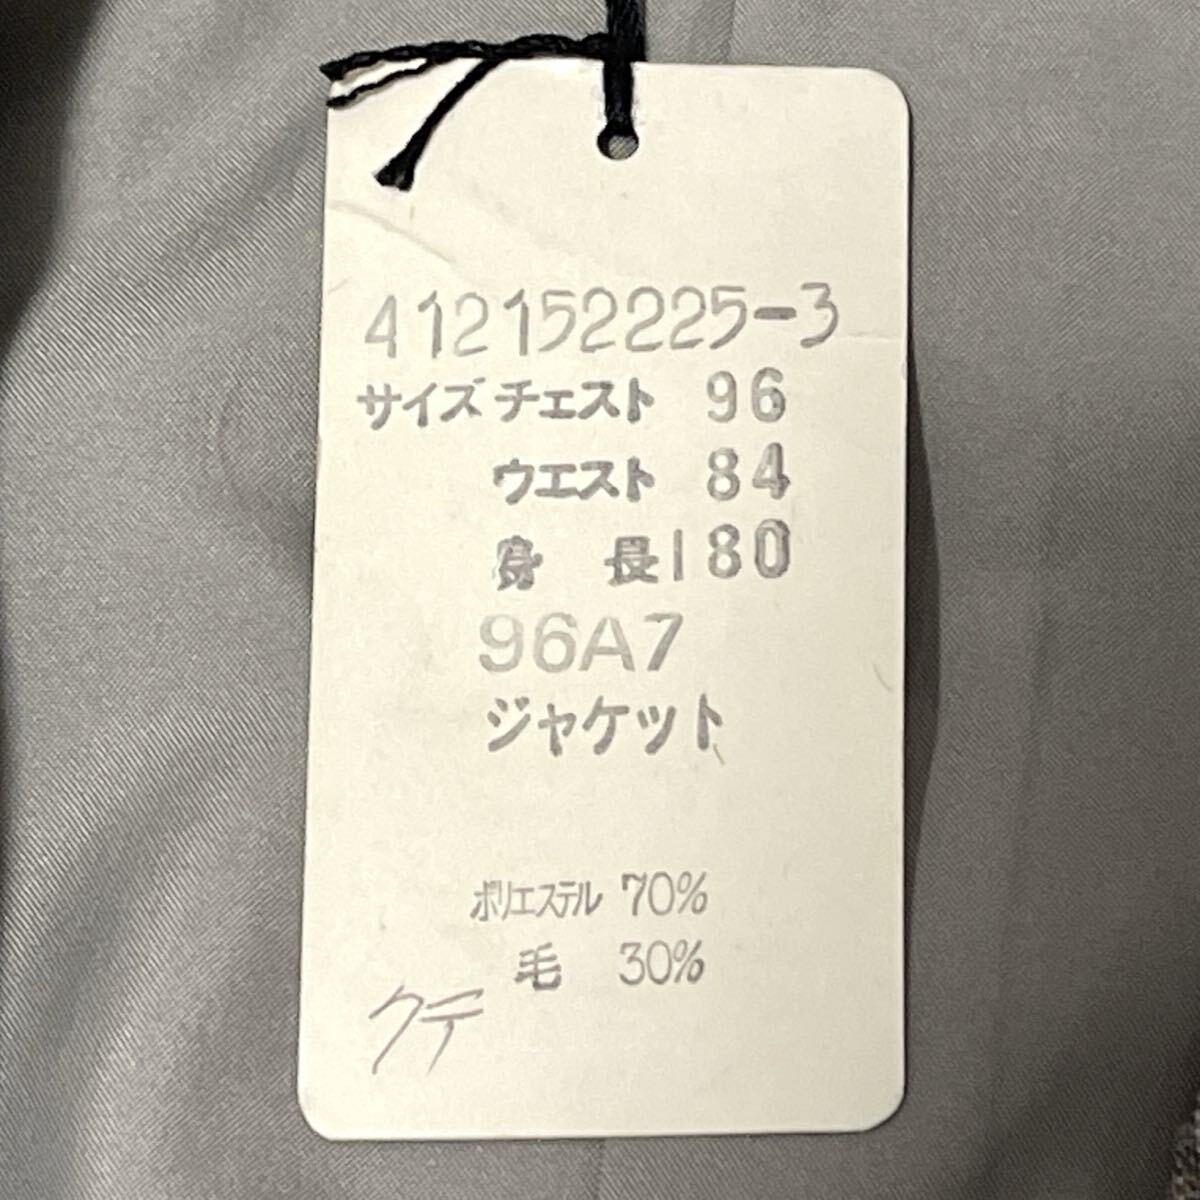 412152225-3
サイズ チェスト 96
ウエスト 84
身 長 180
96A7
ジャケット
ポリエステル 70%
毛 30%
クテ